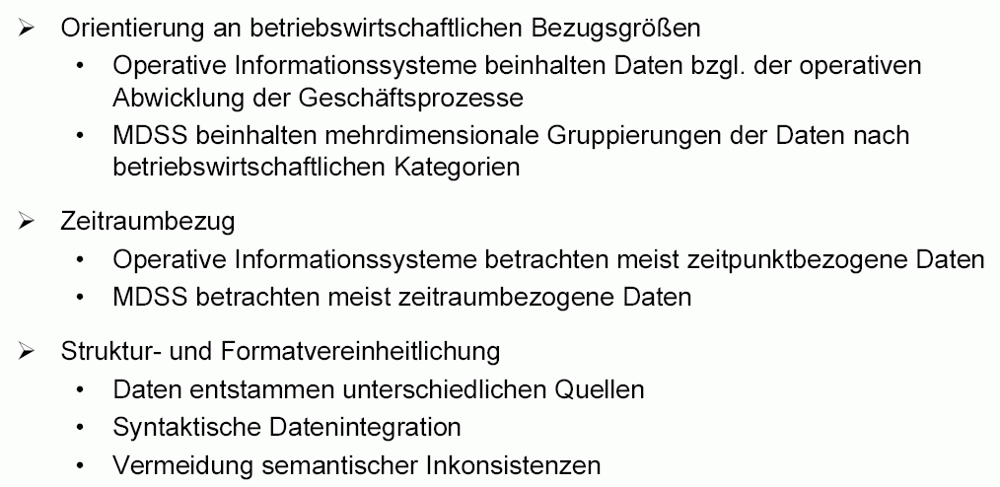 ➢ Orientierung an betriebswirtschaftlichen Bezugsgrößen
• Operative Informationssysteme beinhalten Daten bzgl. der operativen
Abwicklung der Geschäftsprozesse
• MDSS beinhalten mehrdimensionale Gruppierungen der Daten nach
betriebswirtschaftlichen Kategorien
➢ Zeitraumbezug
• Operative Informationssysteme betrachten meist zeitpunktbezogene Daten
• MDSS betrachten meist zeitraumbezogene Daten
➢ Struktur- und Formatvereinheitlichung
• Daten entstammen unterschiedlichen Quellen
• Syntaktische Datenintegration
• Vermeidung semantischer Inkonsistenzen